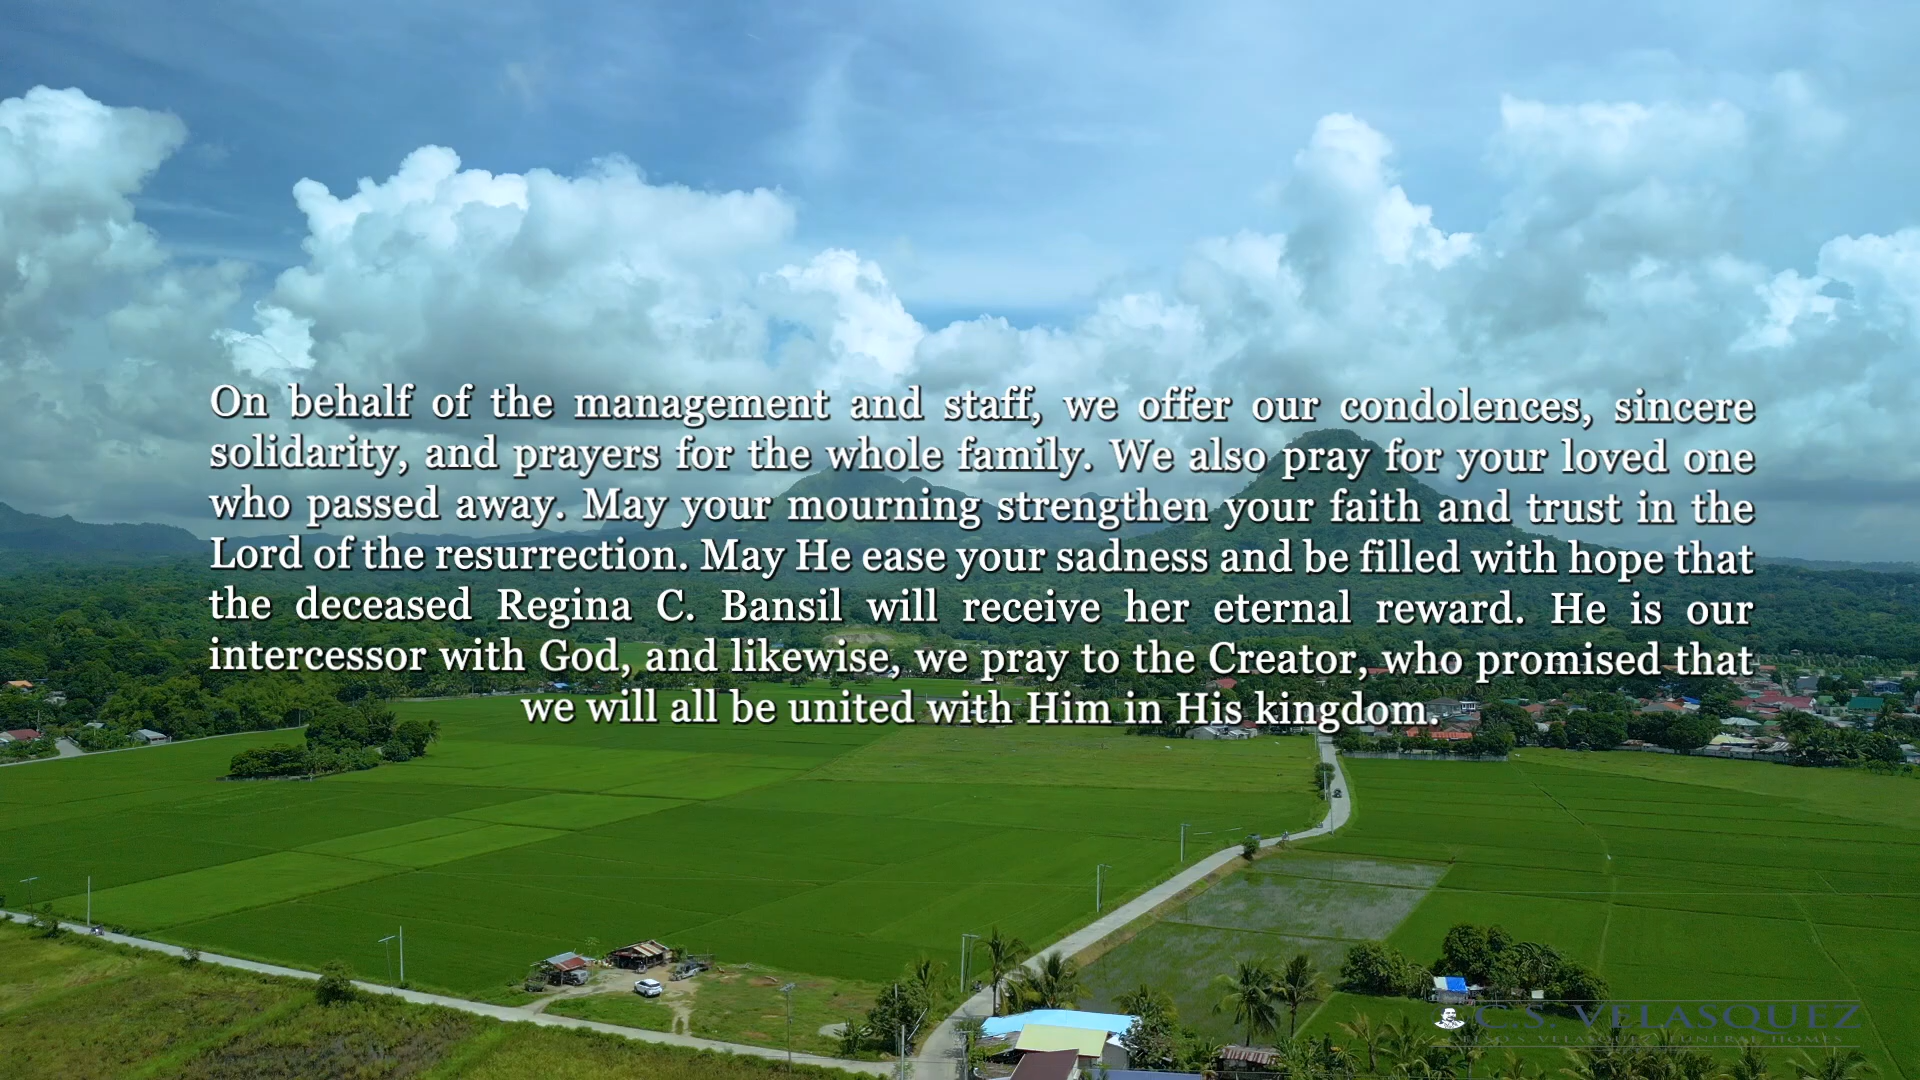 On behalf of the management and staff, we offer our condolences, sincere
solidarity, and prayers for the whole family. We also pray for your loved one
who passed away. May your mourning strengthen your faith and trust in the
Lord of the resurrection. May He ease your sadness and be filled with hope that
the deceased Regina C. Bansil will receive her eternal reward. He is our
intercessor with God, and likewise, we pray to the Creator, who promised that
we will all be united with Him in His kingdom.
C.S. VELASQUEZ
S. VELASQUEZ FUNERAL HOMES